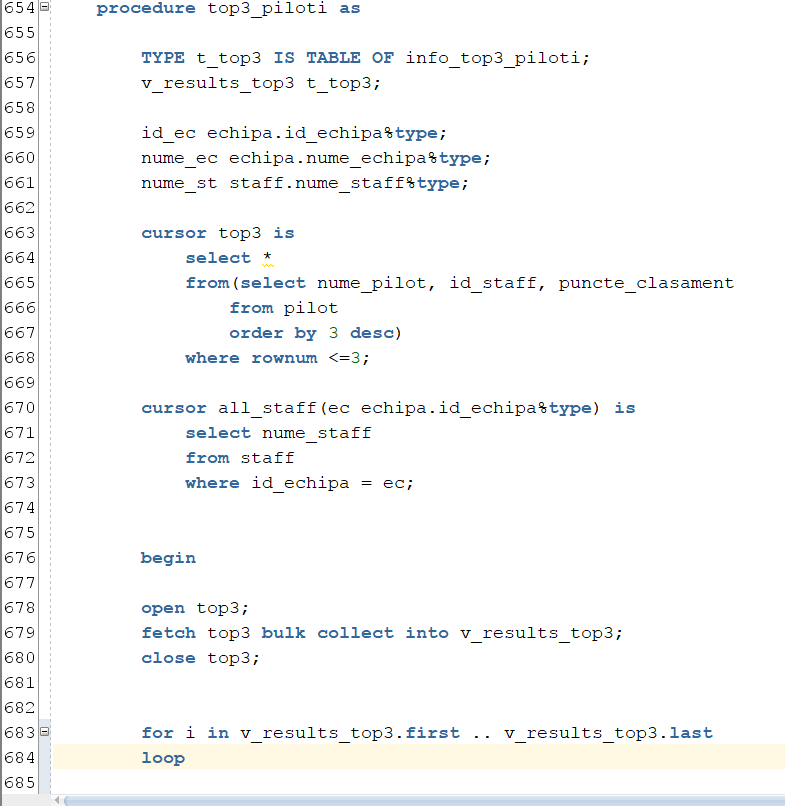 654 procedure top3_piloti as
655
656 TYPE t_top3 IS TABLE OF info_top3_piloti;
657 v_results_top3 t_top3;
658
659 id_ec echipa.id_echipa%type;
660 nume_ec echipa.nume_echipa%type;
661 nume_st staff.nume_staff%type;
662
663 cursor top3 is
664 select *
665 from(select nume_pilot, id_staff, puncte_clasament
666 from pilot
667 order by 3 desc)
668 where rownum <=3;
669
670 cursor all_staff(ec echipa.id_echipa%type) is
671 select nume_staff
672 from staff
673 where id_echipa = ec;
674
675
676 begin
677
678 open top3;
679 fetch top3 bulk collect into v_results_top3;
680 close top3;
681
682
683 for i in v_results_top3.first .. v_results_top3.last
684 loop
685